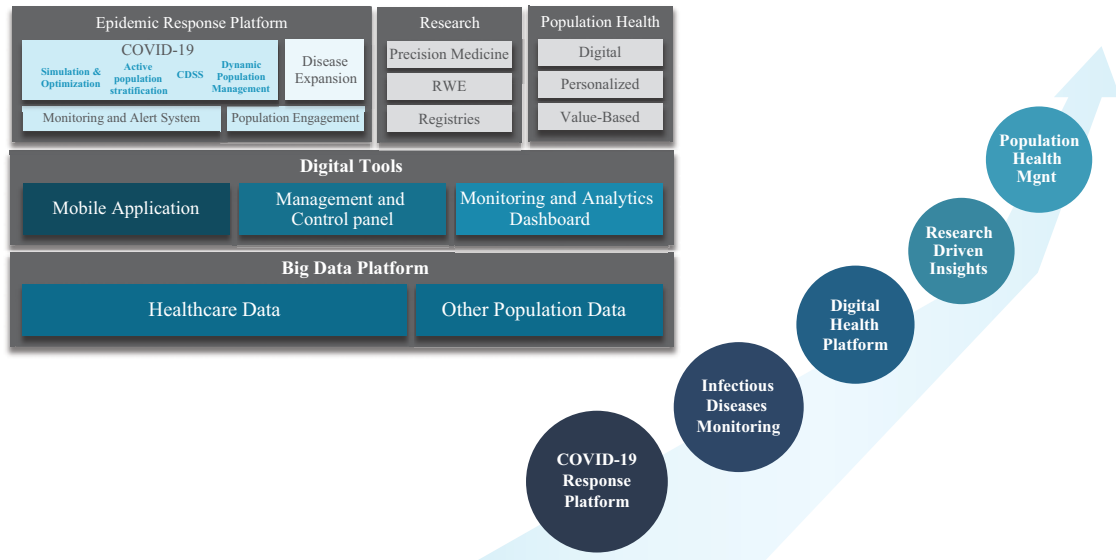 Epidemic Response Platform
COVID-19
Simulation &
Optimization
Active
population
stratification
CDSS
Dynamic
Population
Management
Disease
Expansion
Monitoring and Alert System
Population Engagement
Research
Precision Medicine
RWE
Registries
Population Health
Digital
Personalized
Value-Based
Digital Tools
Mobile Application
Management and
Control panel
Monitoring and Analytics
Dashboard
Big Data Platform
Healthcare Data
Other Population Data
Population
Health
Mgnt
Research
Driven
Insights
Digital
Health
Platform
Infectious
Diseases
Monitoring
COVID-19
Response
Platform